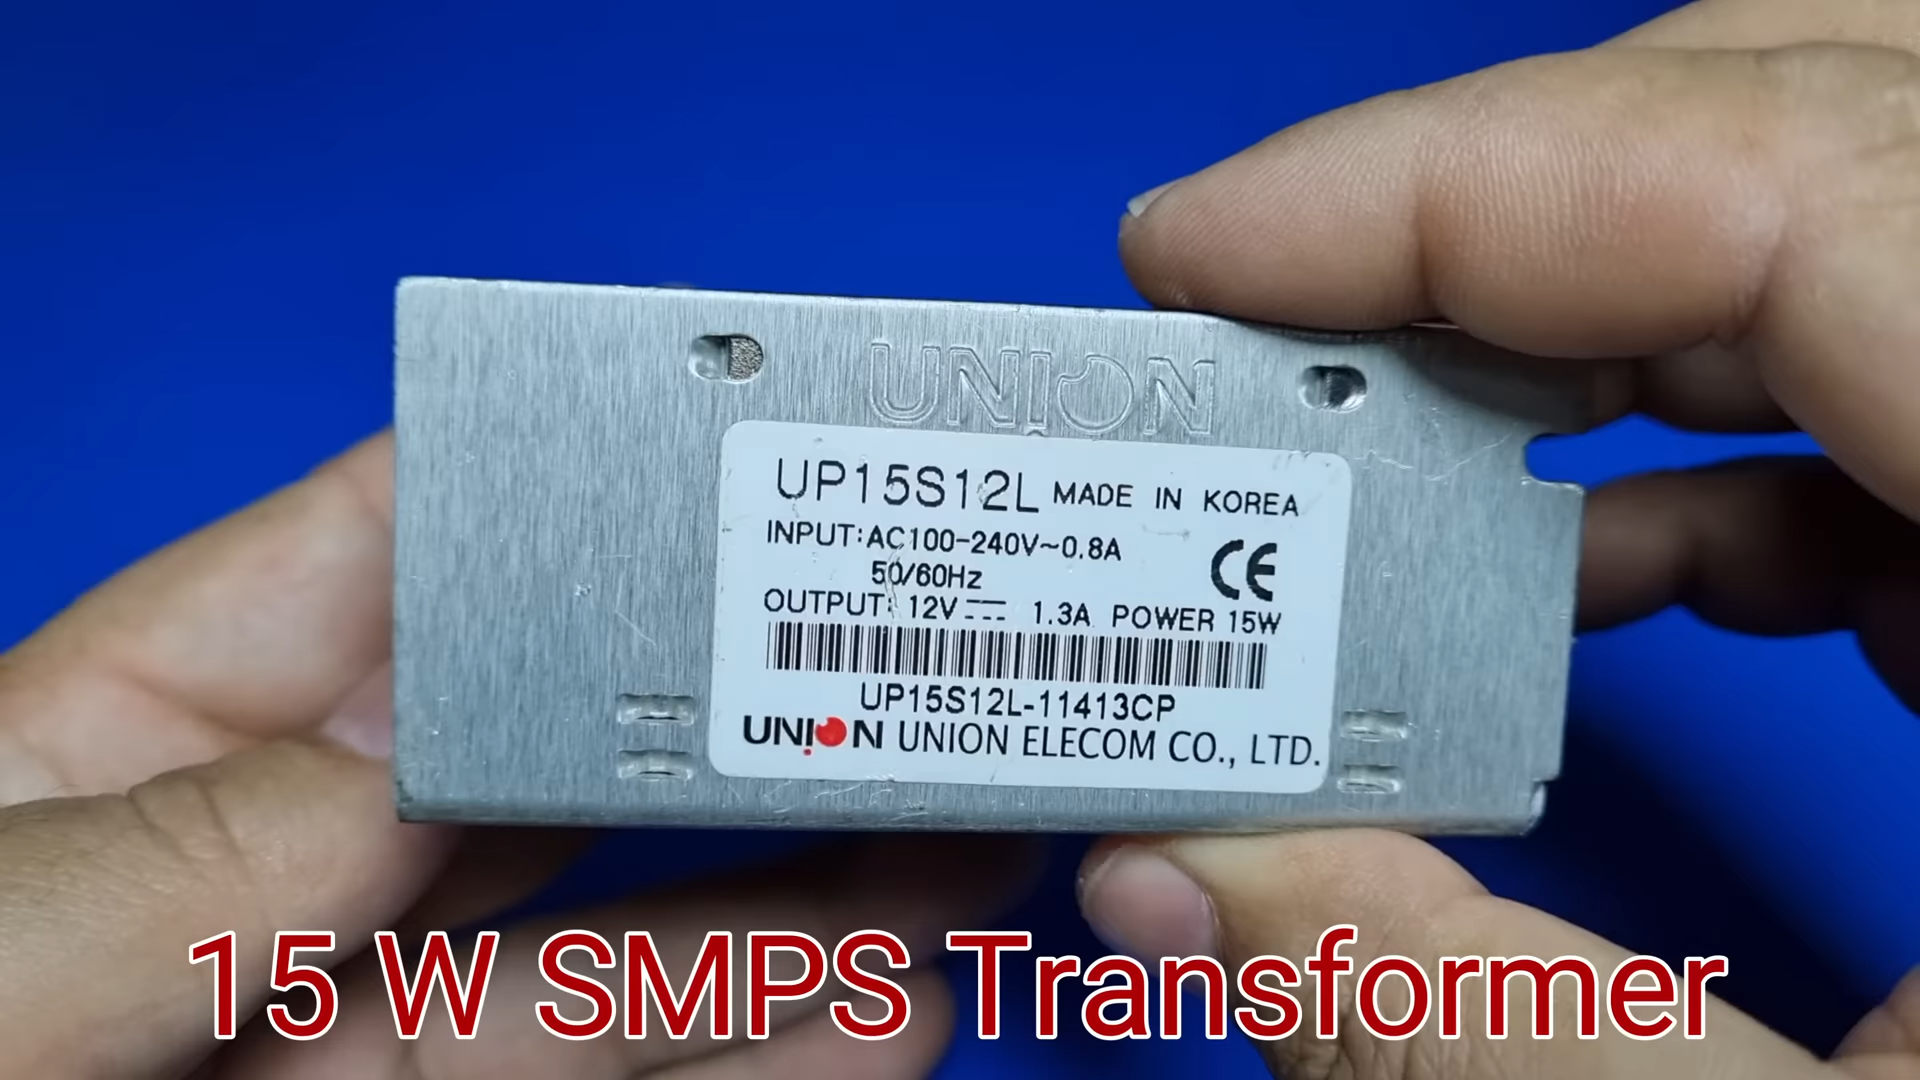 UNION
UP15S12L MADE IN KOREA
INPUT:AC100-240V~0.8A
50/60Hz
CE
OUTPUT: 12V⎓ 1.3A POWER 15W
UP15S12L-11413CP
UNION UNION ELECOM CO., LTD.
15 W SMPS Transformer